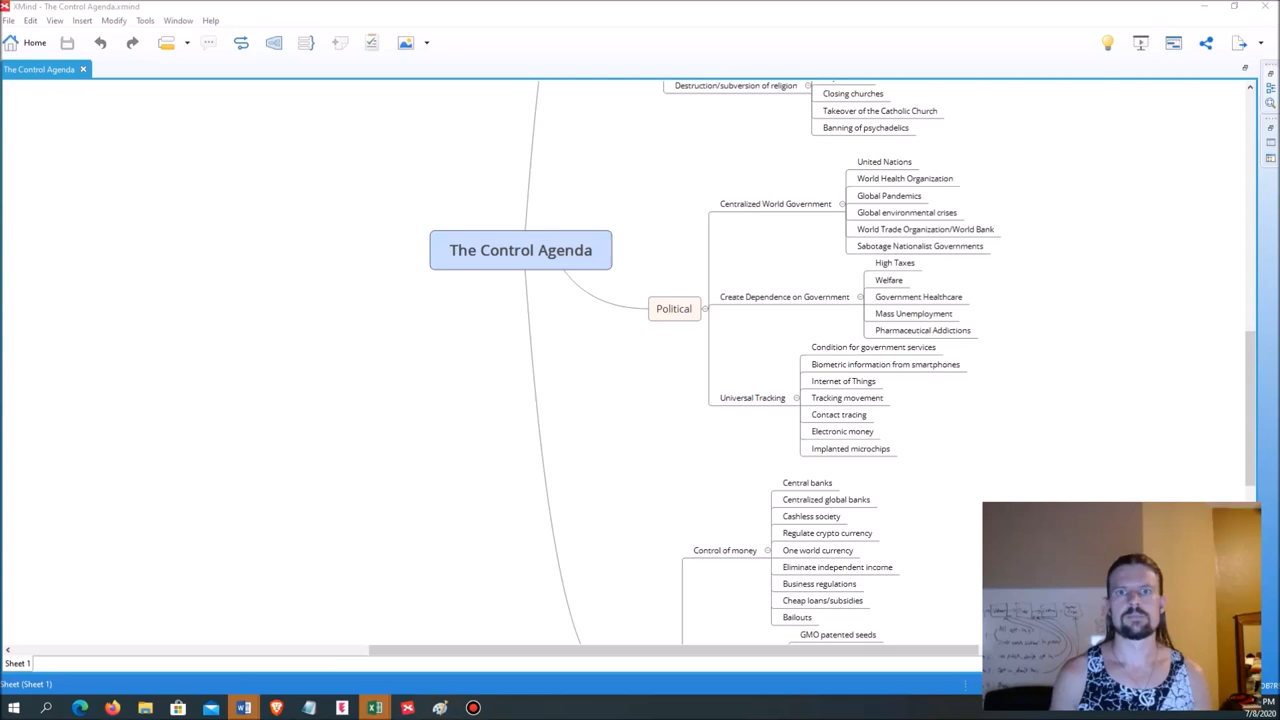 XMind - The Control Agenda.xmind
File Edit View Insert Modify Tools Window Help
Home
The Control Agenda
Destruction/subversion of religion
Closing churches
Takeover of the Catholic Church
Banning of psychadelics
The Control Agenda
Political
Centralized World Government
United Nations
World Health Organization
Global Pandemics
Global environmental crises
World Trade Organization/World Bank
Sabotage Nationalist Governments
Create Dependence on Government
High Taxes
Welfare
Government Healthcare
Mass Unemployment
Pharmaceutical Addictions
Universal Tracking
Condition for government services
Biometric information from smartphones
Internet of Things
Tracking movement
Contact tracing
Electronic money
Implanted microchips
Control of money
Central banks
Centralized global banks
Cashless society
Regulate crypto currency
One world currency
Eliminate independent income
Business regulations
Cheap loans/subsidies
Bailouts
GMO patented seeds
Sheet 1
Sheet (Sheet 1)
PM
7/8/2020